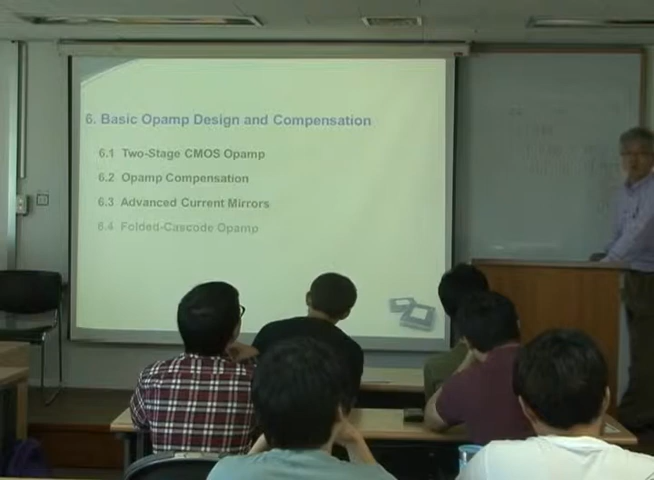 6. Basic Opamp Design and Compensation
6.1 Two-Stage CMOS Opamp
6.2 Opamp Compensation
6.3 Advanced Current Mirrors
6.4 Folded-Cascode Opamp